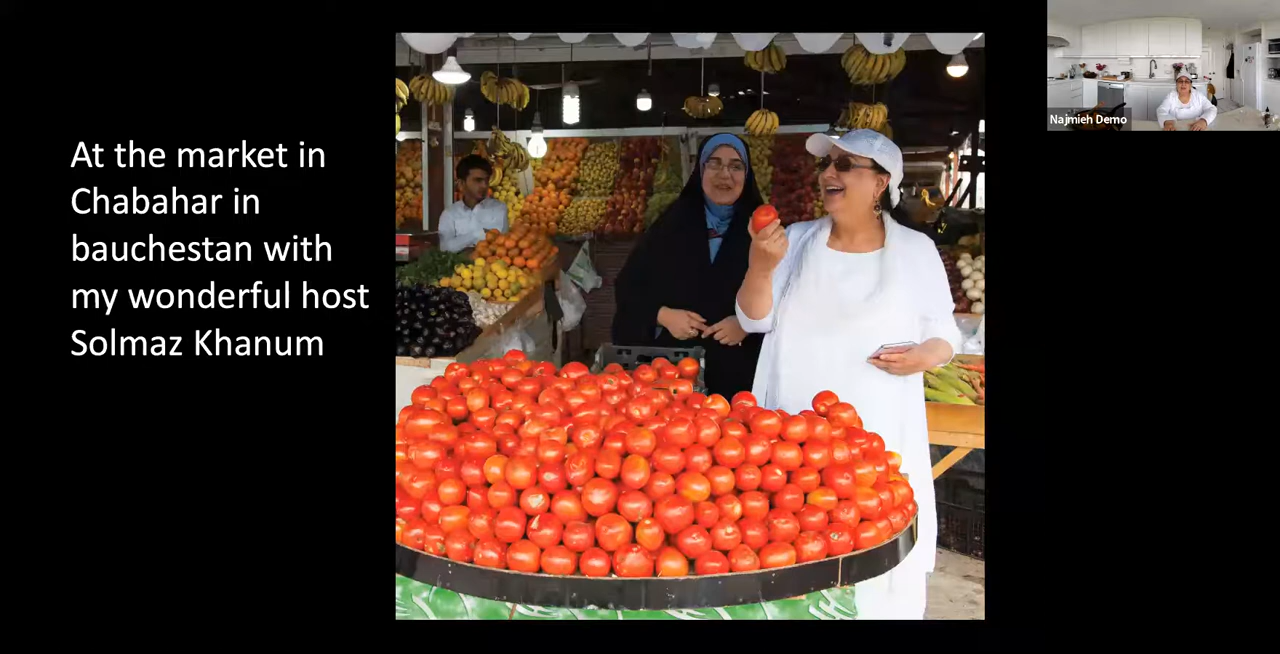 At the market in
Chabahar in
bauchestan with
my wonderful host
Solmaz Khanum
Najmieh Demo